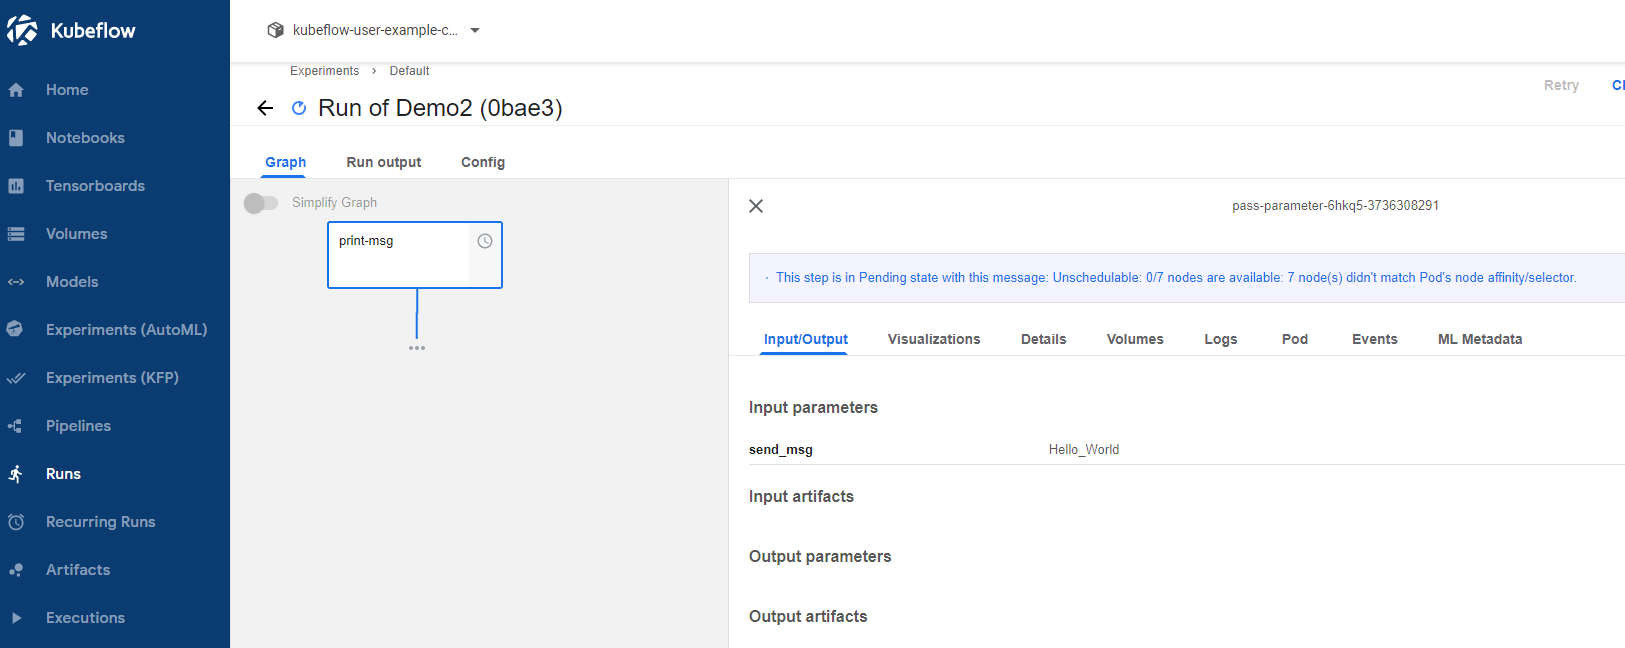 Kubeflow
Home
Notebooks
Tensorboards
Volumes
Models
Experiments (AutoML)
Experiments (KFP)
Pipelines
Runs
Recurring Runs
Artifacts
Executions
kubeflow-user-example-c...
Experiments > Default
Retry
Cl
Run of Demo2 (0bae3)
Graph Run output Config
Simplify Graph
print-msg
pass-parameter-6hkq5-3736308291
· This step is in Pending state with this message: Unschedulable: 0/7 nodes are available: 7 node(s) didn't match Pod's node affinity/selector.
Input/Output Visualizations Details Volumes Logs Pod Events ML Metadata
Input parameters
send_msg Hello_World
Input artifacts
Output parameters
Output artifacts